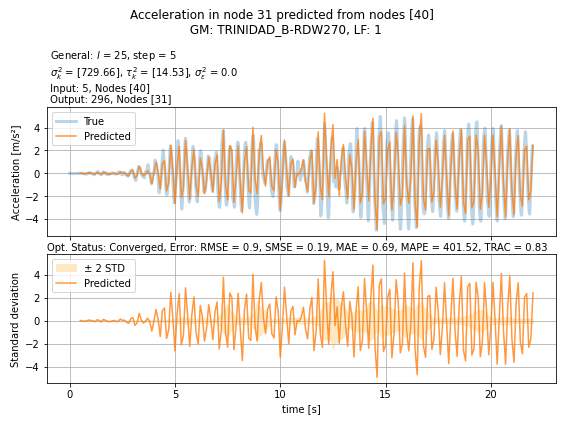 Acceleration in node 31 predicted from nodes [40]
GM: TRINIDAD_B-RDW270, LF: 1
General: l = 25, step = 5
σ²ₖ = [729.66], τ²ₖ = [14.53], σ²ε = 0.0
Input: 5, Nodes [40]
Output: 296, Nodes [31]
True
Predicted
Acceleration [m/s²]
4
2
0
−2
−4
Opt. Status: Converged, Error: RMSE = 0.9, SMSE = 0.19, MAE = 0.69, MAPE = 401.52, TRAC = 0.83
± 2 STD
Predicted
Standard deviation
4
2
0
−2
−4
0 5 10 15 20
time [s]